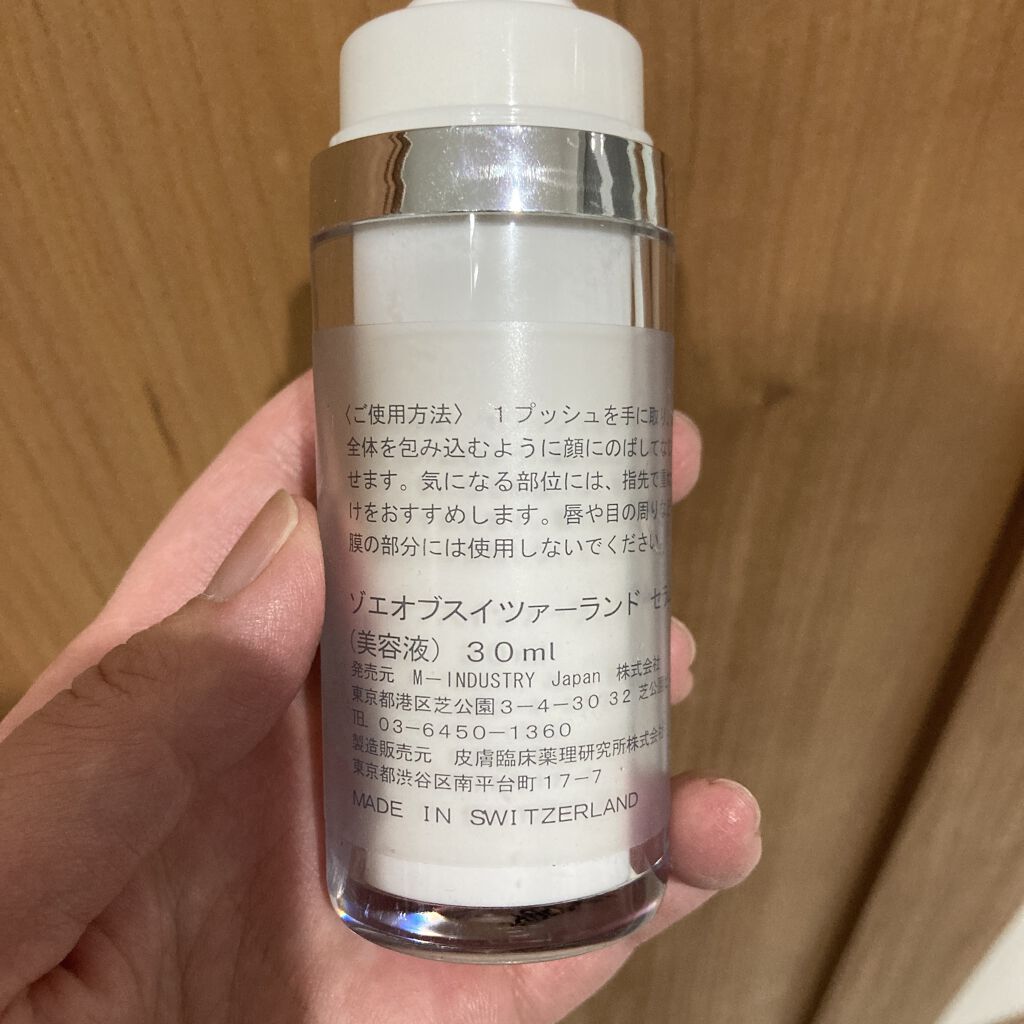 〈ご使用方法〉 1プッシュを手に取り、
全体を包み込むように顔にのばしてなじ
せます。気になる部位には、指先で重ね
けをおすすめします。唇や目の周りなど
膜の部分には使用しないでください。
ゾエオブスイツァーランド セラ
(美容液) 30ml
発売元 M－INDUSTRY Japan 株式会社
東京都港区芝公園3－4－30 32 芝公園
TEL 03－6450－1360
製造販売元 皮膚臨床薬理研究所株式会社
東京都渋谷区南平台町17－7
MADE IN SWITZERLAND